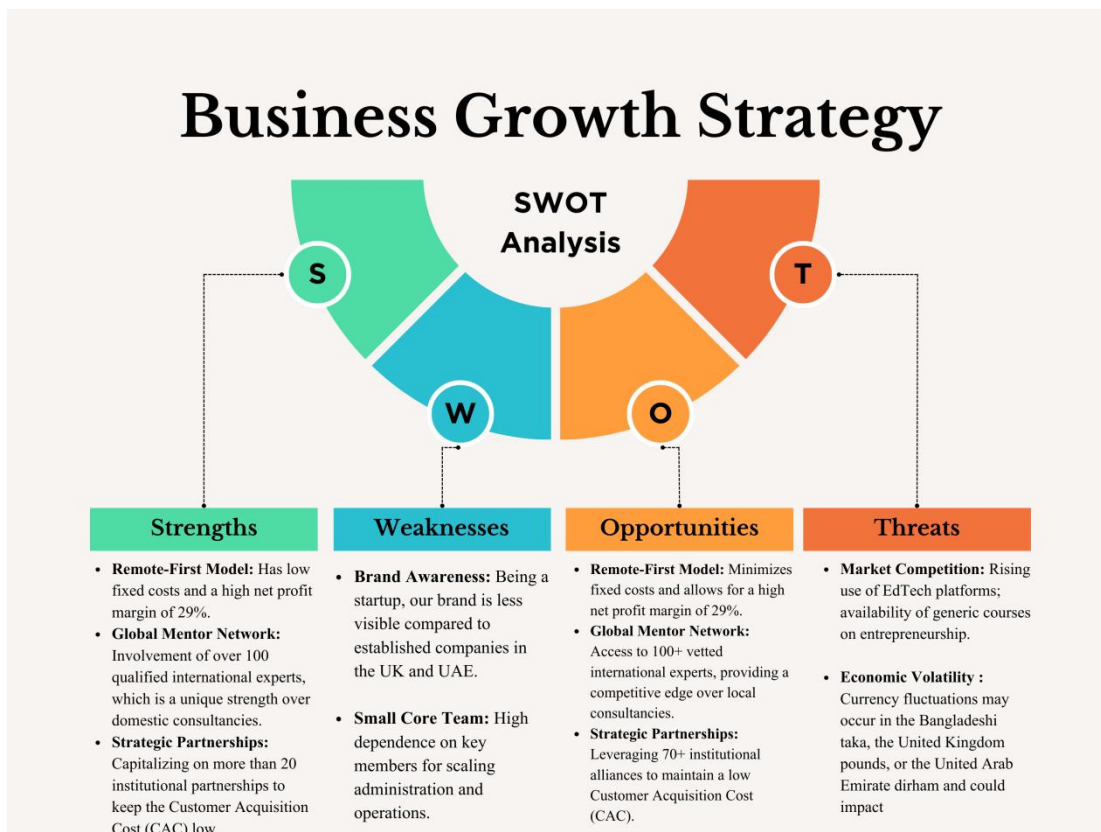 Business Growth Strategy
SWOT
Analysis
S
W
O
T
Strengths
• Remote-First Model: Has low
fixed costs and a high net profit
margin of 29%.
• Global Mentor Network:
Involvement of over 100
qualified international experts,
which is a unique strength over
domestic consultancies.
• Strategic Partnerships:
Capitalizing on more than 20
institutional partnerships to
keep the Customer Acquisition
Cost (CAC) low
Weaknesses
• Brand Awareness: Being a
startup, our brand is less
visible compared to
established companies in
the UK and UAE.
• Small Core Team: High
dependence on key
members for scaling
administration and
operations.
Opportunities
• Remote-First Model: Minimizes
fixed costs and allows for a high
net profit margin of 29%.
• Global Mentor Network:
Access to 100+ vetted
international experts, providing a
competitive edge over local
consultancies.
• Strategic Partnerships:
Leveraging 70+ institutional
alliances to maintain a low
Customer Acquisition Cost
(CAC).
Threats
• Market Competition: Rising
use of EdTech platforms;
availability of generic courses
on entrepreneurship.
• Economic Volatility :
Currency fluctuations may
occur in the Bangladeshi
taka, the United Kingdom
pounds, or the United Arab
Emirate dirham and could
impact